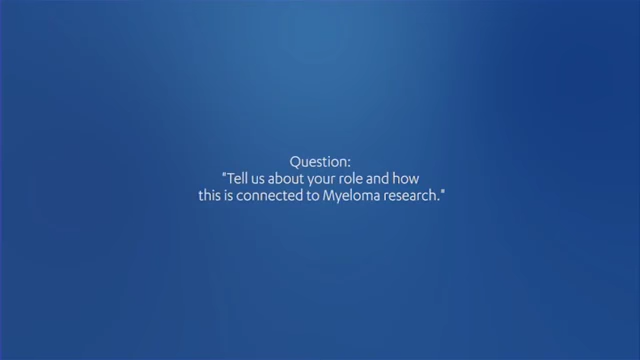 Question:
"Tell us about your role and how
this is connected to Myeloma research."